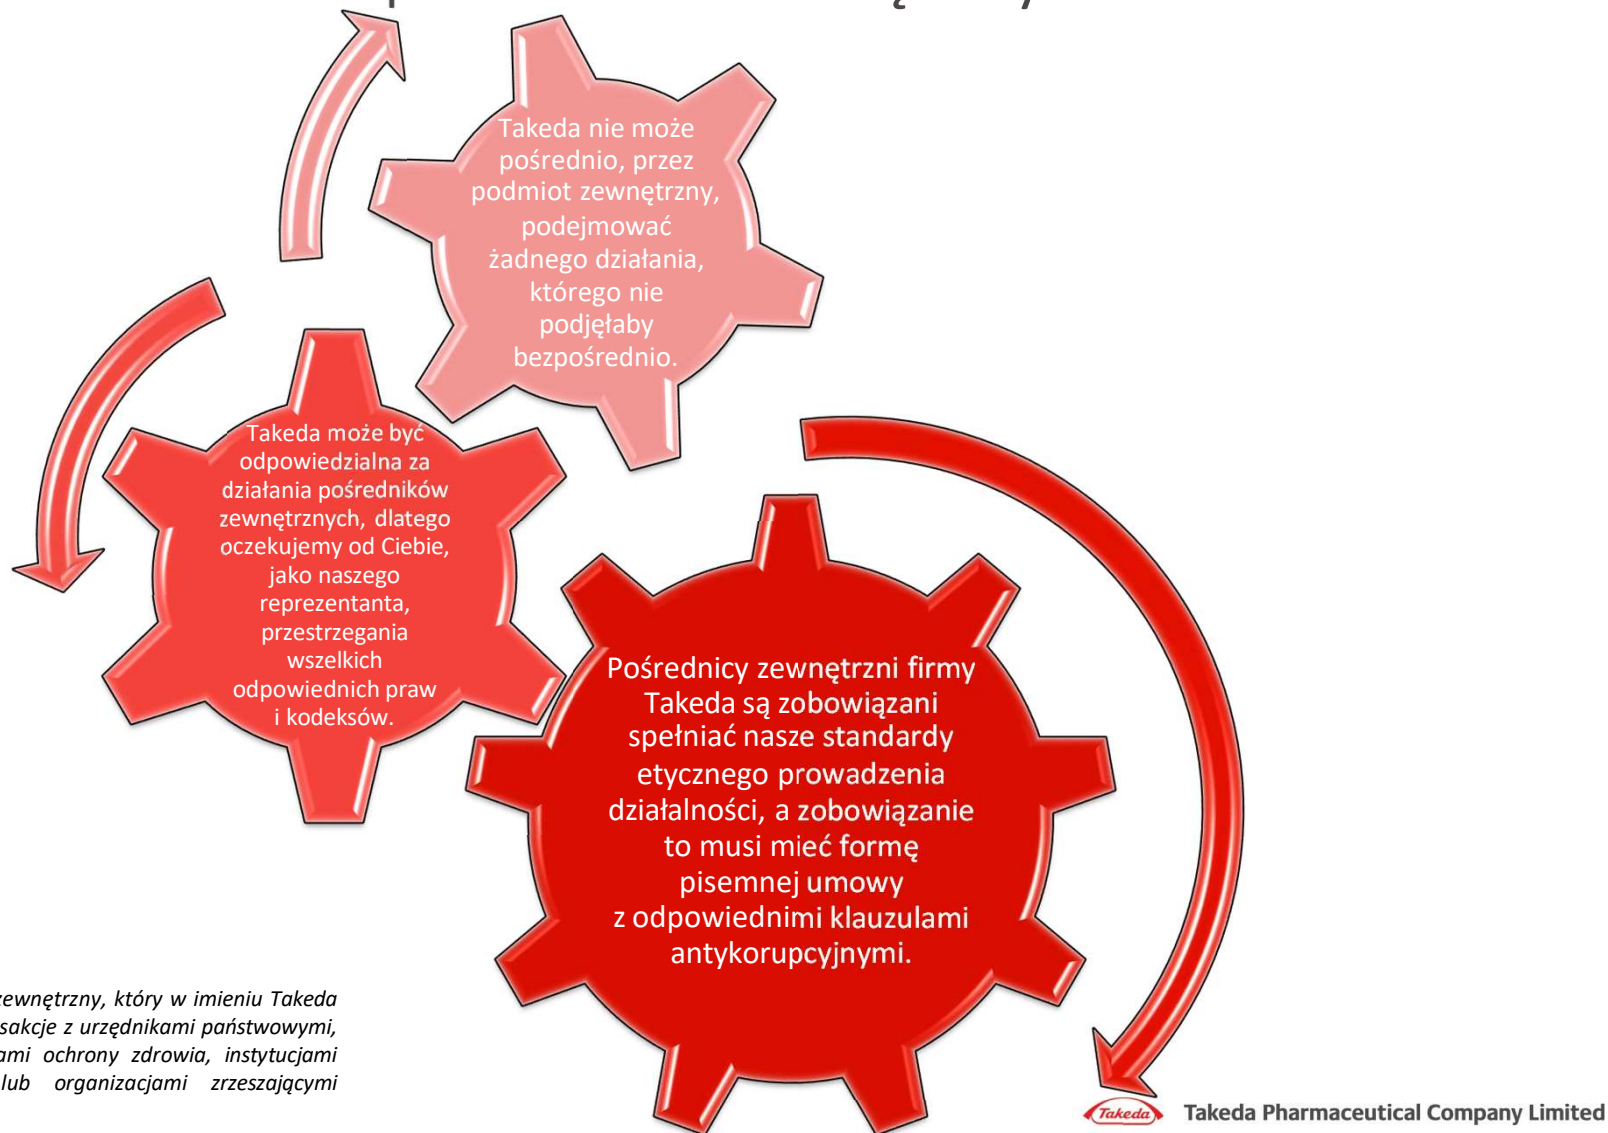 Takeda nie może
pośrednio, przez
podmiot zewnętrzny,
podejmować
żadnego działania,
którego nie
podjęłaby
bezpośrednio.
Takeda może być
odpowiedzialna za
działania pośredników
zewnętrznych, dlatego
oczekujemy od Ciebie,
jako naszego
reprezentanta,
przestrzegania
wszelkich
odpowiednich praw
i kodeksów.
Pośrednicy zewnętrzni firmy
Takeda są zobowiązani
spełniać nasze standardy
etycznego prowadzenia
działalności, a zobowiązanie
to musi mieć formę
pisemnej umowy
z odpowiednimi klauzulami
antykorupcyjnymi.
zewnętrzny, który w imieniu Takeda
sakcje z urzędnikami państwowymi,
ami ochrony zdrowia, instytucjami
lub organizacjami zrzeszającymi
Takeda Takeda Pharmaceutical Company Limited